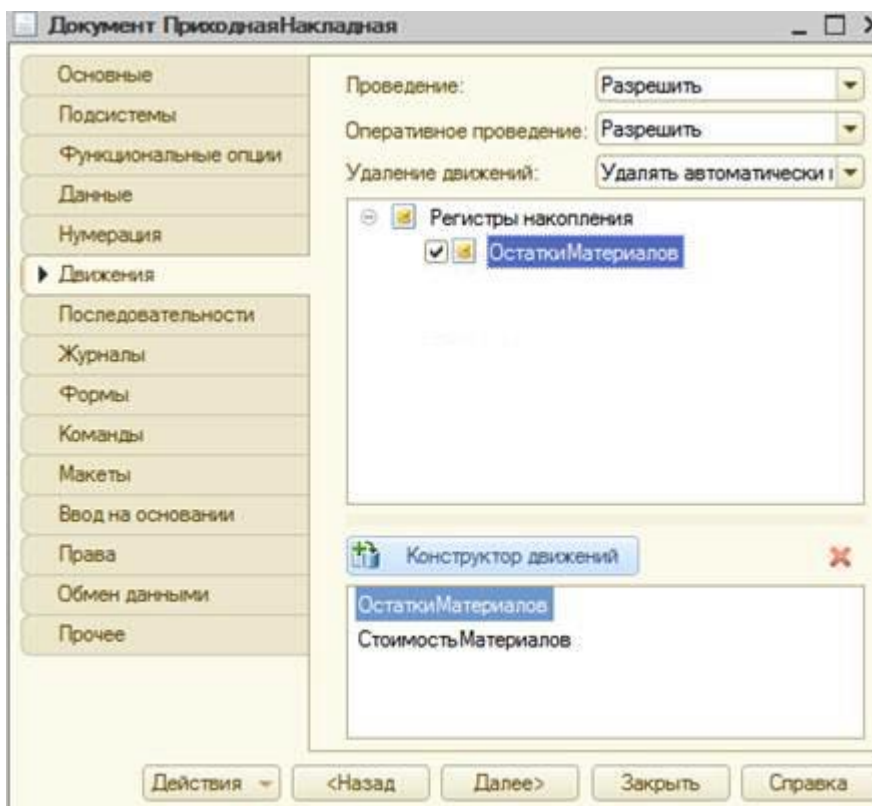 Документ ПриходнаяНакладная
Основные
Подсистемы
Функциональные опции
Данные
Нумерация
Движения
Последовательности
Журналы
Формы
Команды
Макеты
Ввод на основании
Права
Обмен данными
Прочее
Проведение: Разрешить
Оперативное проведение: Разрешить
Удаление движений: Удалять автоматически
Регистры накопления
ОстаткиМатериалов
Конструктор движений
ОстаткиМатериалов
СтоимостьМатериалов
Действия <Назад Далее> Закрыть Справка